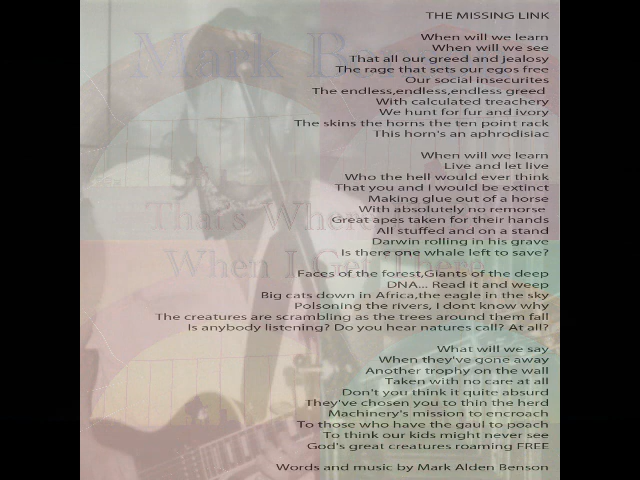 THE MISSING LINK
When will we learn
When will we see
That all our greed and jealosy
The rage that sets our egos free
Our social insecurites
The endless,endless,endless greed
With calculated treachery
We hunt for fur and ivory
The skins the horns the ten point rack
This horn's an aphrodisiac
When will we learn
Live and let live
Who the hell would ever think
That you and I would be extinct
Making glue out of a horse
With absolutely no remorse
Great apes taken for their hands
All stuffed and on a stand
Darwin rolling in his grave
Is there one whale left to save?
Faces of the forest,Giants of the deep
DNA... Read it and weep
Big cats down in Africa,the eagle in the sky
Poisoning the rivers, I dont know why
The creatures are scrambling as the trees around them fall
Is anybody listening? Do you hear natures call? At all?
What will we say
When they've gone away
Another trophy on the wall
Taken with no care at all
Don't you think it quite absurd
They've chosen you to thin the herd
Machinery's mission to encroach
To those who have the gaul to poach
To think our kids might never see
God's great creatures roaming FREE
Words and music by Mark Alden Benson
Mark
That's Where
When I Get There